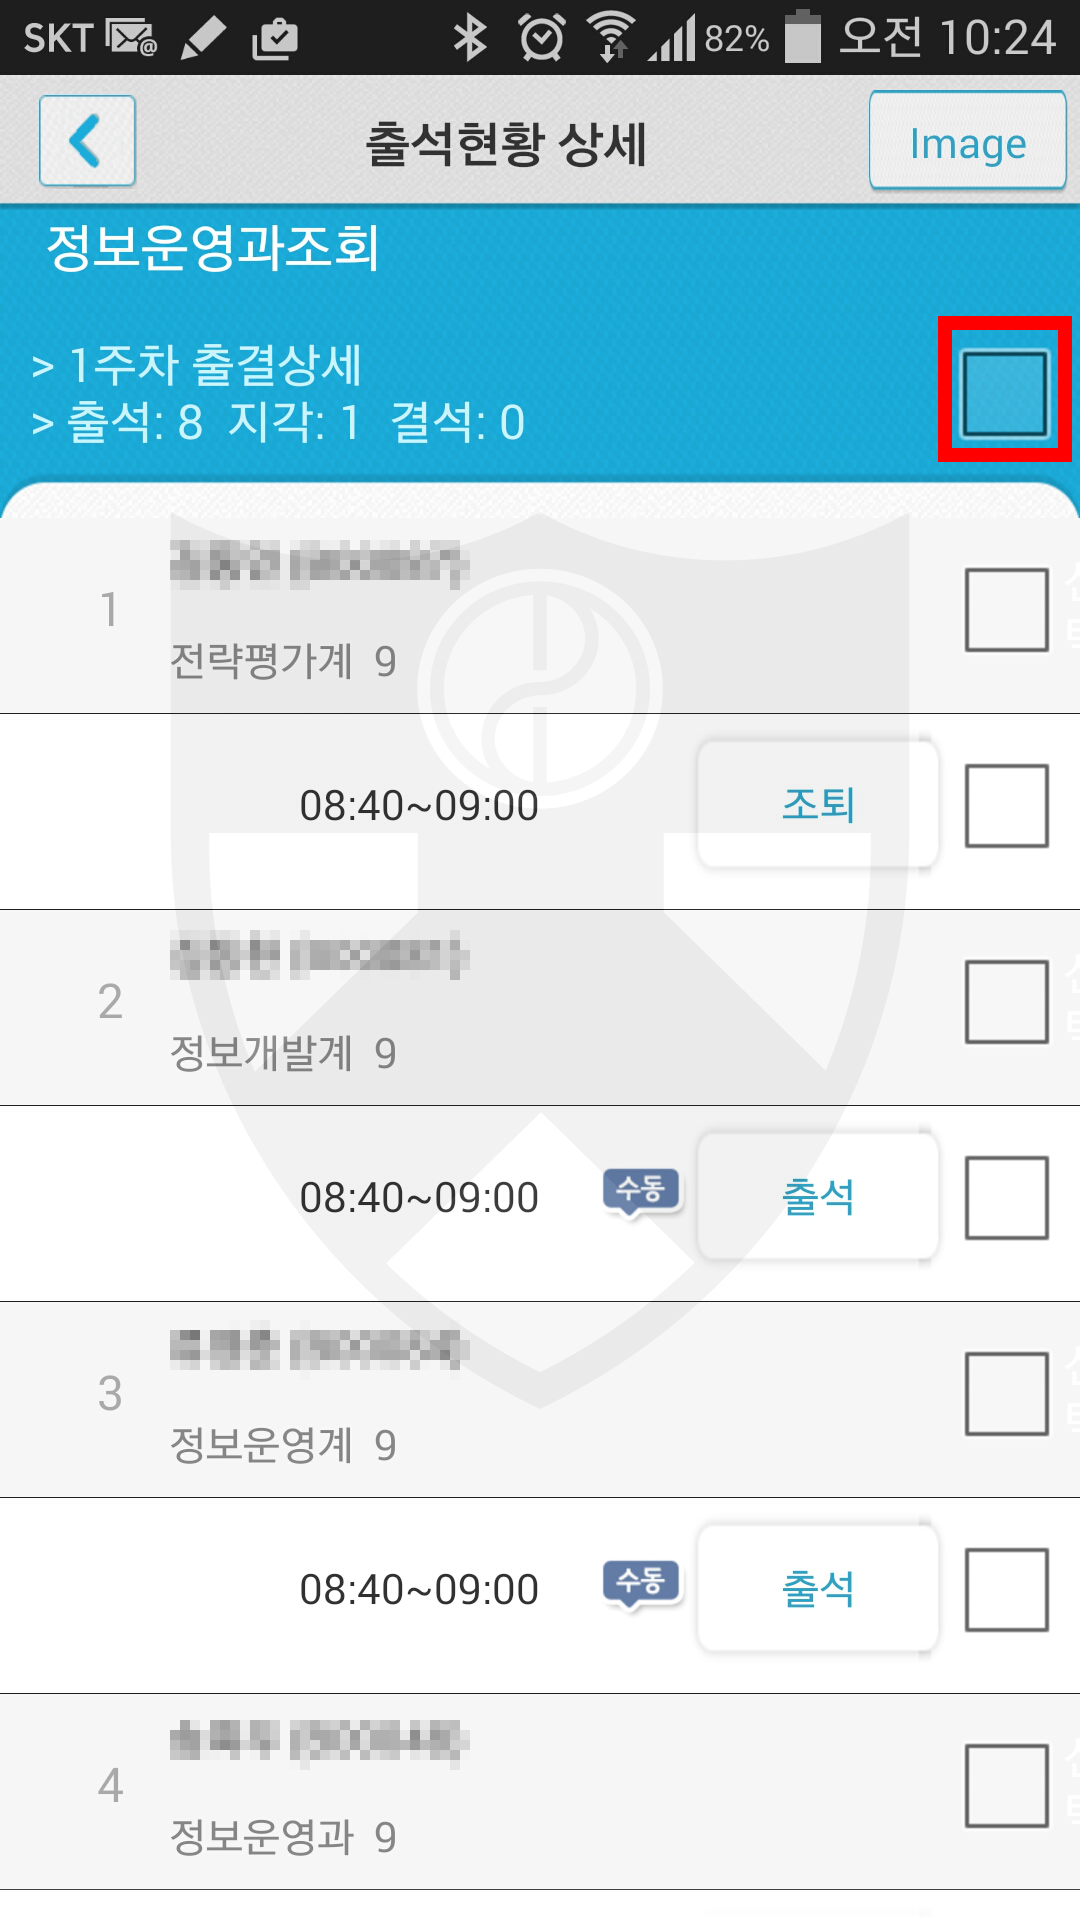 SKT 82% 오전 10:24
출석현황 상세
Image
정보운영과조회
> 1주차 출결상세
> 출석: 8 지각: 1 결석: 0
1
전략평가계 9
08:40~09:00 조퇴
2
정보개발계 9
08:40~09:00 수동 출석
3
정보운영계 9
08:40~09:00 수동 출석
4
정보운영과 9